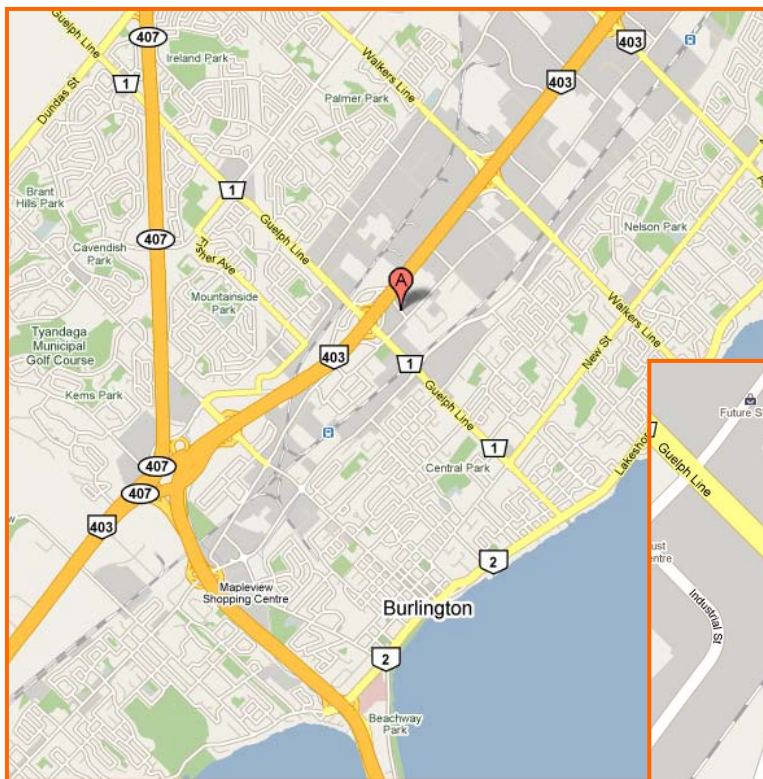 Guelph Line
407
403
403
Ireland Park
Walkers Line
1
Dundas St
Palmer Park
1
Brant
Hills Park
Guelph Line
Nelson Park
407
Cavendish
Park
Fisher Ave
A
Mountainside
Park
Walkers Line
Tyandaga
Municipal
Golf Course
403
1
New St
Kems Park
Guelph Line
Future
Guelph Line
1
407
Central Park
407
403
2
Mapleview
Shopping Centre
Burlington
Industrial St
2
Beachway
Park